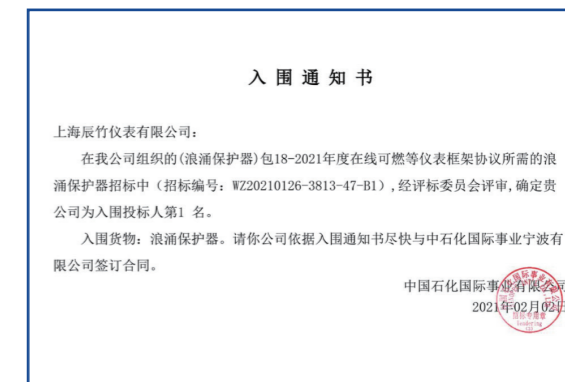 入围通知书
上海辰竹仪表有限公司：
在我公司组织的(浪涌保护器)包18-2021年度在线可燃等仪表框架协议所需的浪
涌保护器招标中（招标编号：WZ20210126-3813-47-B1）,经评标委员会评审,确定贵
公司为入围投标人第1 名。
入围货物：浪涌保护器。请你公司依据入围通知书尽快与中石化国际事业宁波有
限公司签订合同。
中国石化国际事业有限公司
2021年02月02日
招标专用章